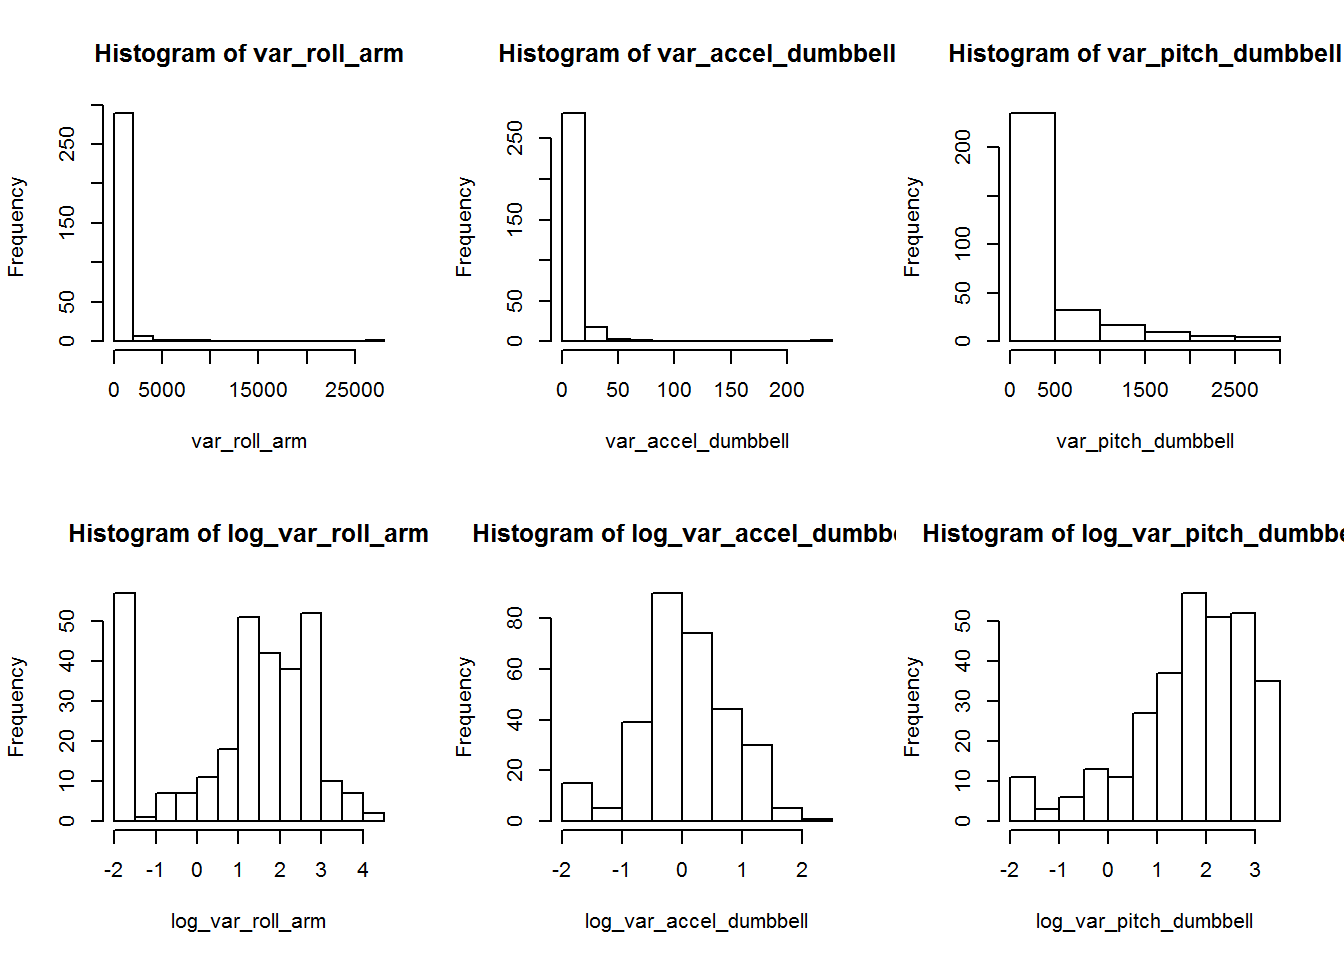 Histogram of var_roll_arm
Frequency
0 50 150 250
0 5000 15000 25000
var_roll_arm
Histogram of var_accel_dumbbell
Frequency
0 50 150 250
0 50 100 150 200
var_accel_dumbbell
Histogram of var_pitch_dumbbell
Frequency
0 50 100 200
0 500 1500 2500
var_pitch_dumbbell
Histogram of log_var_roll_arm
Frequency
0 10 20 30 40 50
-2 -1 0 1 2 3 4
log_var_roll_arm
Histogram of log_var_accel_dumbb
Frequency
0 20 40 60 80
-2 -1 0 1 2
log_var_accel_dumbbell
Histogram of log_var_pitch_dumbbe
Frequency
0 10 20 30 40 50
-2 -1 0 1 2 3
log_var_pitch_dumbbell